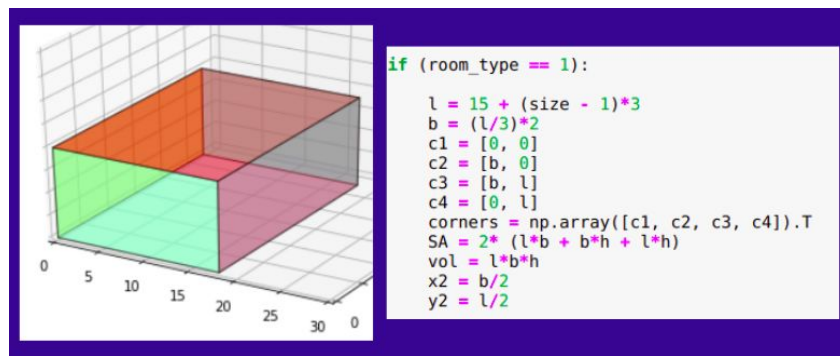 0
5
10
15
20
25
30
0
if (room_type == 1):
l = 15 + (size - 1)*3
b = (l/3)*2
c1 = [0, 0]
c2 = [b, 0]
c3 = [b, l]
c4 = [0, l]
corners = np.array([c1, c2, c3, c4]).T
SA = 2* (l*b + b*h + l*h)
vol = l*b*h
x2 = b/2
y2 = l/2